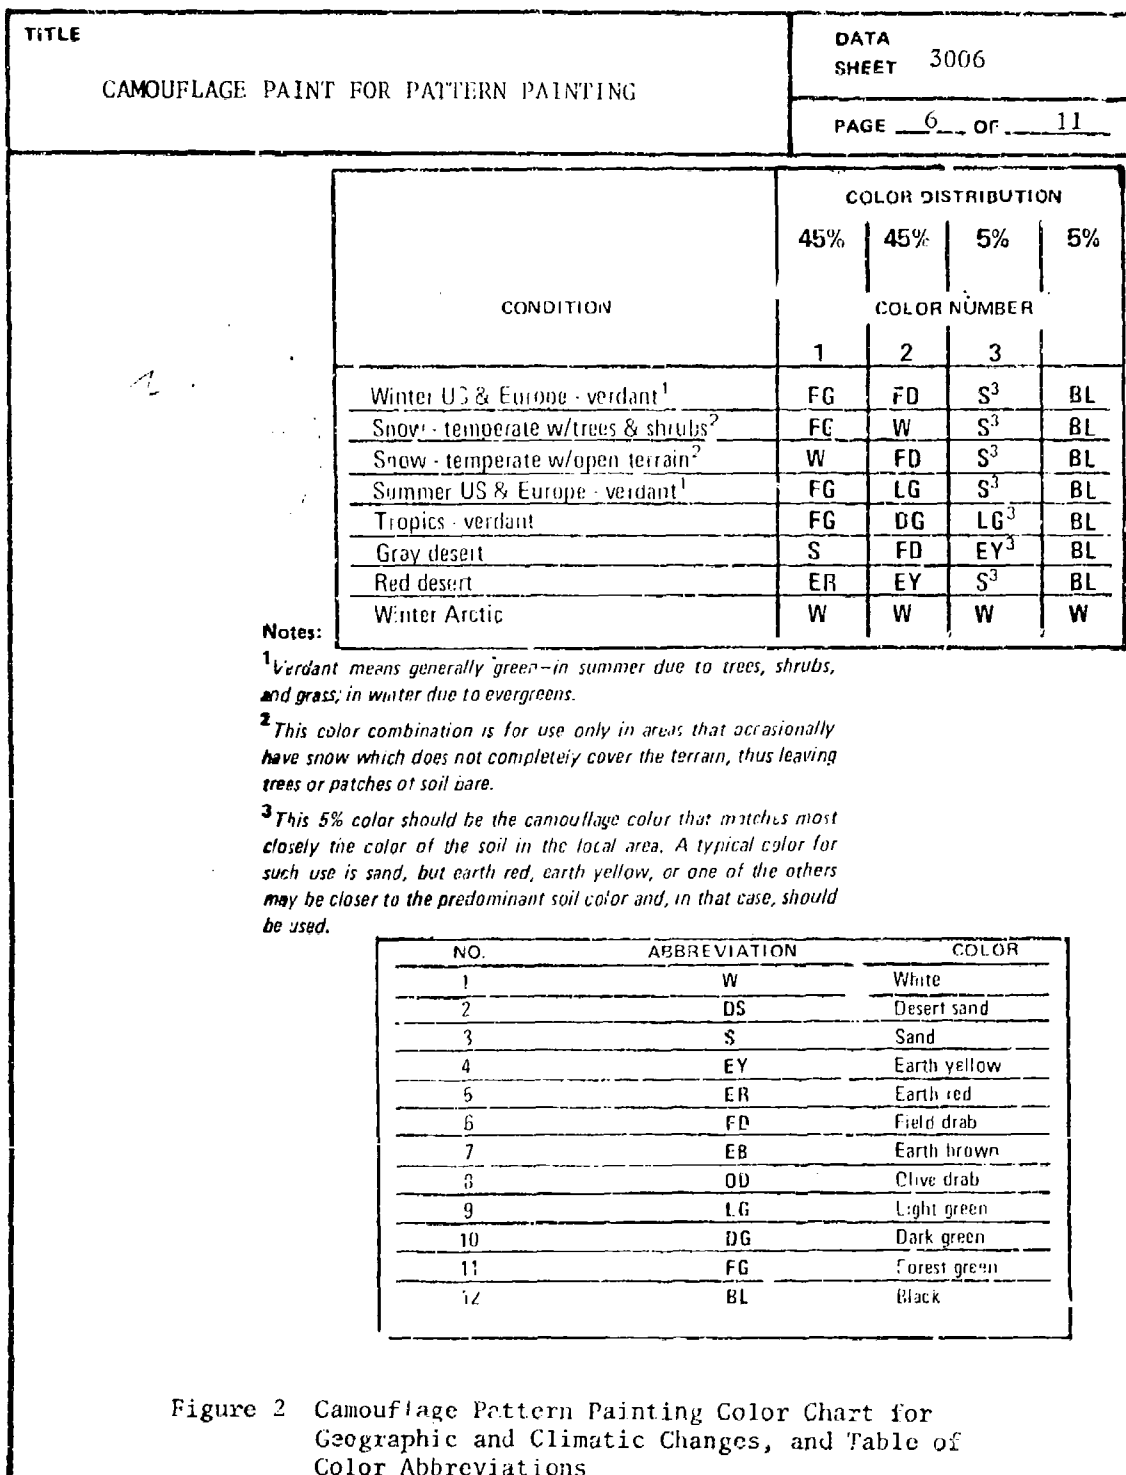 TITLE
CAMOUFLAGE PAINT FOR PATTERN PAINTING
DATA
SHEET 3006
PAGE 6 OF 11
COLOR DISTRIBUTION
45% 45% 5% 5%
CONDITION COLOR NUMBER
1 2 3
Winter US & Europe - verdant¹ FG FD S³ BL
Snow - temperate w/trees & shrubs² FG W S³ BL
Snow - temperate w/open terrain² W FD S³ BL
Summer US & Europe - verdant¹ FG LG S³ BL
Tropics - verdant FG DG LG³ BL
Gray desert S FD EY³ BL
Red desert ER EY S³ BL
Winter Arctic W W W W
Notes:
¹Verdant means generally green–in summer due to trees, shrubs,
and grass; in winter due to evergreens.
²This color combination is for use only in areas that occasionally
have snow which does not completely cover the terrain, thus leaving
trees or patches of soil bare.
³This 5% color should be the camouflage color that matches most
closely the color of the soil in the local area. A typical color for
such use is sand, but earth red, earth yellow, or one of the others
may be closer to the predominant soil color and, in that case, should
be used.
NO. ABBREVIATION COLOR
1 W White
2 DS Desert sand
3 S Sand
4 EY Earth yellow
5 ER Earth red
6 FD Field drab
7 EB Earth brown
8 OD Olive drab
9 LG Light green
10 DG Dark green
11 FG Forest green
12 BL Black
Figure 2 Camouflage Pattern Painting Color Chart for
Geographic and Climatic Changes, and Table of
Color Abbreviations